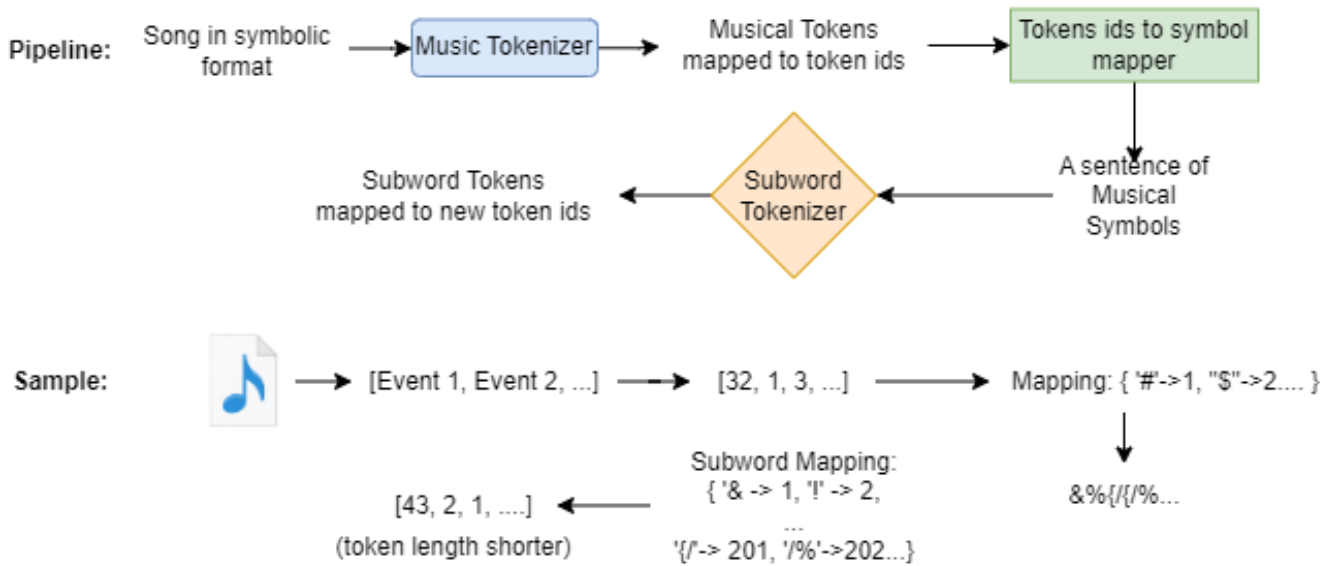 Pipeline:
Song in symbolic
format
Music Tokenizer
Musical Tokens
mapped to token ids
Tokens ids to symbol
mapper
A sentence of
Musical
Symbols
Subword
Tokenizer
Subword Tokens
mapped to new token ids
Sample:
[Event 1, Event 2, ...]
[32, 1, 3, ...]
Mapping: { '#'->1, "$"->2.... }
&%{/{/%...
Subword Mapping:
{ '& -> 1, '!' -> 2,
...
'{/'-> 201, '/%'->202...}
[43, 2, 1, ....]
(token length shorter)